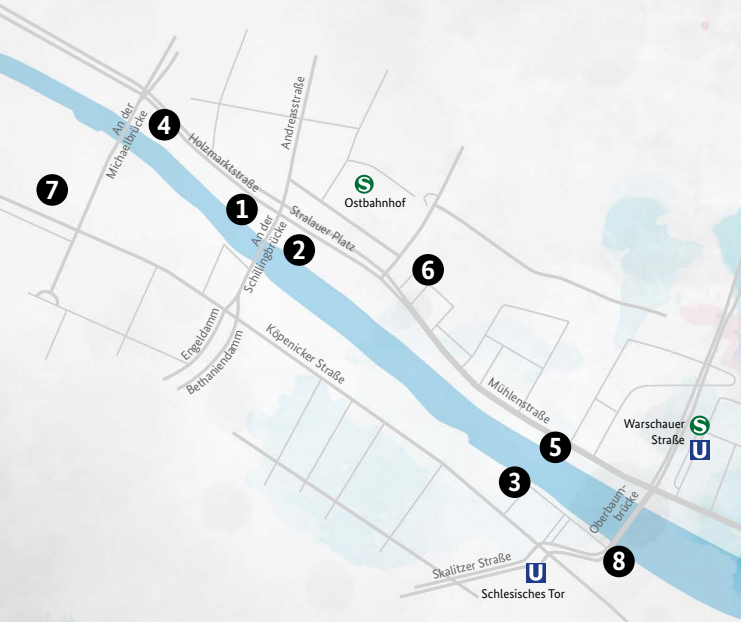 An der
Michaelbrücke
4
Holzmarktstraße
Andreasstraße
7
S
Ostbahnhof
1
An der
Schillingbrücke
2
Stralauer Platz
6
Engeldamm
Bethaniendamm
Köpenicker Straße
Mühlenstraße
Warschauer
Straße
S
U
5
3
Oberbaum-
brücke
8
Skalitzer Straße
U
Schlesisches Tor